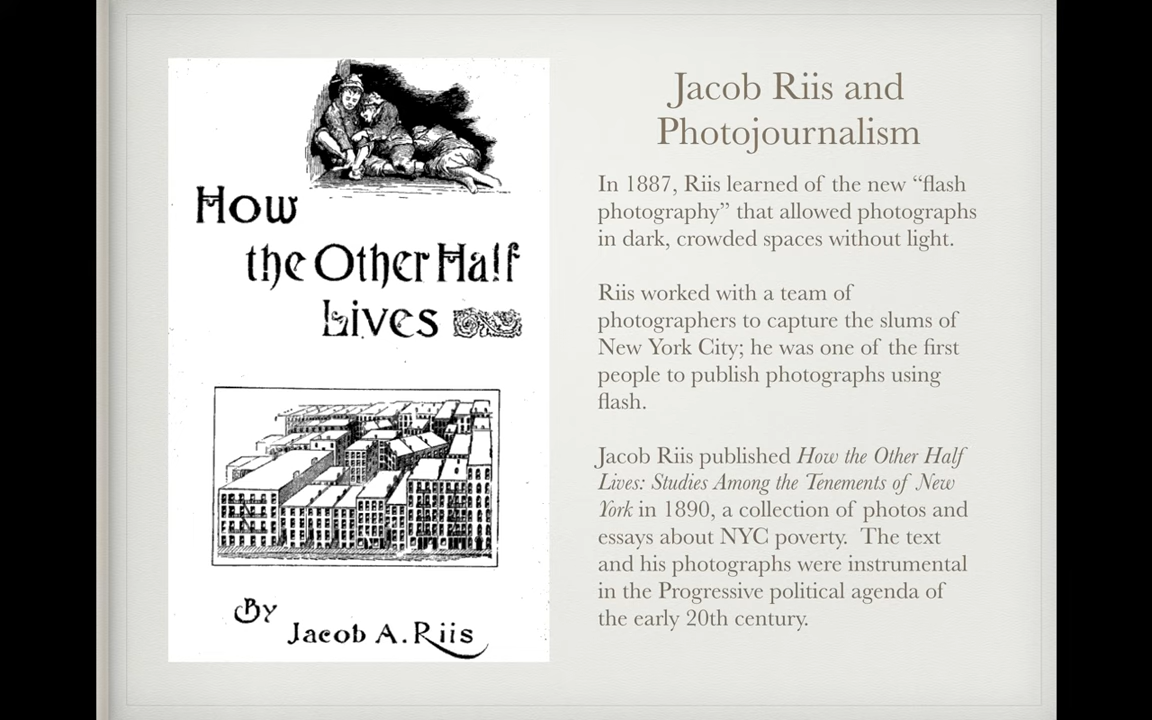 How
the Other Half
Lives
By
Jacob A. Riis
Jacob Riis and
Photojournalism
In 1887, Riis learned of the new “flash
photography” that allowed photographs
in dark, crowded spaces without light.
Riis worked with a team of
photographers to capture the slums of
New York City; he was one of the first
people to publish photographs using
flash.
Jacob Riis published How the Other Half
Lives: Studies Among the Tenements of New
York in 1890, a collection of photos and
essays about NYC poverty.  The text
and his photographs were instrumental
in the Progressive political agenda of
the early 20th century.